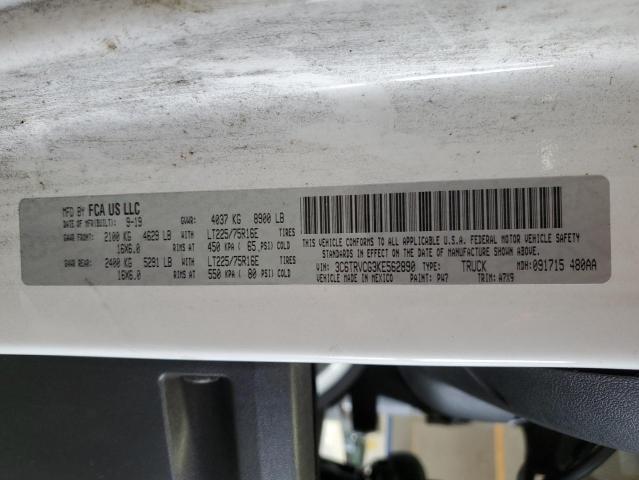 MFD BY FCA US LLC
DATE OF MFR(BUILT): 9-19 GVWR: 4037 KG 8900 LB
GAWR FRONT: 2100 KG 4629 LB WITH LT225/75R16E TIRES
16X6.0 RIMS AT 450 KPA ( 65 PSI) COLD
GAWR REAR: 2400 KG 5291 LB WITH LT225/75R16E TIRES
16X6.0 RIMS AT 550 KPA ( 80 PSI) COLD
THIS VEHICLE CONFORMS TO ALL APPLICABLE U.S.A. FEDERAL MOTOR VEHICLE SAFETY
STANDARDS IN EFFECT ON THE DATE OF MANUFACTURE SHOWN ABOVE.
VIN: 3C6TRVCG3KE562890 TYPE: TRUCK MDH: 091715 480AA
VEHICLE MADE IN MEXICO PAINT: PW7 TRIM: A7X9